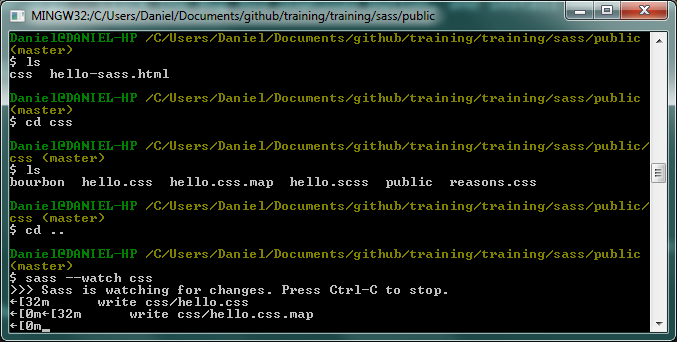 MINGW32:/C/Users/Daniel/Documents/github/training/training/sass/public
Daniel@DANIEL-HP /C/Users/Daniel/Documents/github/training/training/sass/public
(master)
$ ls
css  hello-sass.html
Daniel@DANIEL-HP /C/Users/Daniel/Documents/github/training/training/sass/public
(master)
$ cd css
Daniel@DANIEL-HP /C/Users/Daniel/Documents/github/training/training/sass/public/
css (master)
$ ls
bourbon  hello.css  hello.css.map  hello.scss  public  reasons.css
Daniel@DANIEL-HP /C/Users/Daniel/Documents/github/training/training/sass/public/
css (master)
$ cd ..
Daniel@DANIEL-HP /C/Users/Daniel/Documents/github/training/training/sass/public
(master)
$ sass --watch css
>>> Sass is watching for changes. Press Ctrl-C to stop.
←[32m      write css/hello.css
←[0m←[32m      write css/hello.css.map
←[0m